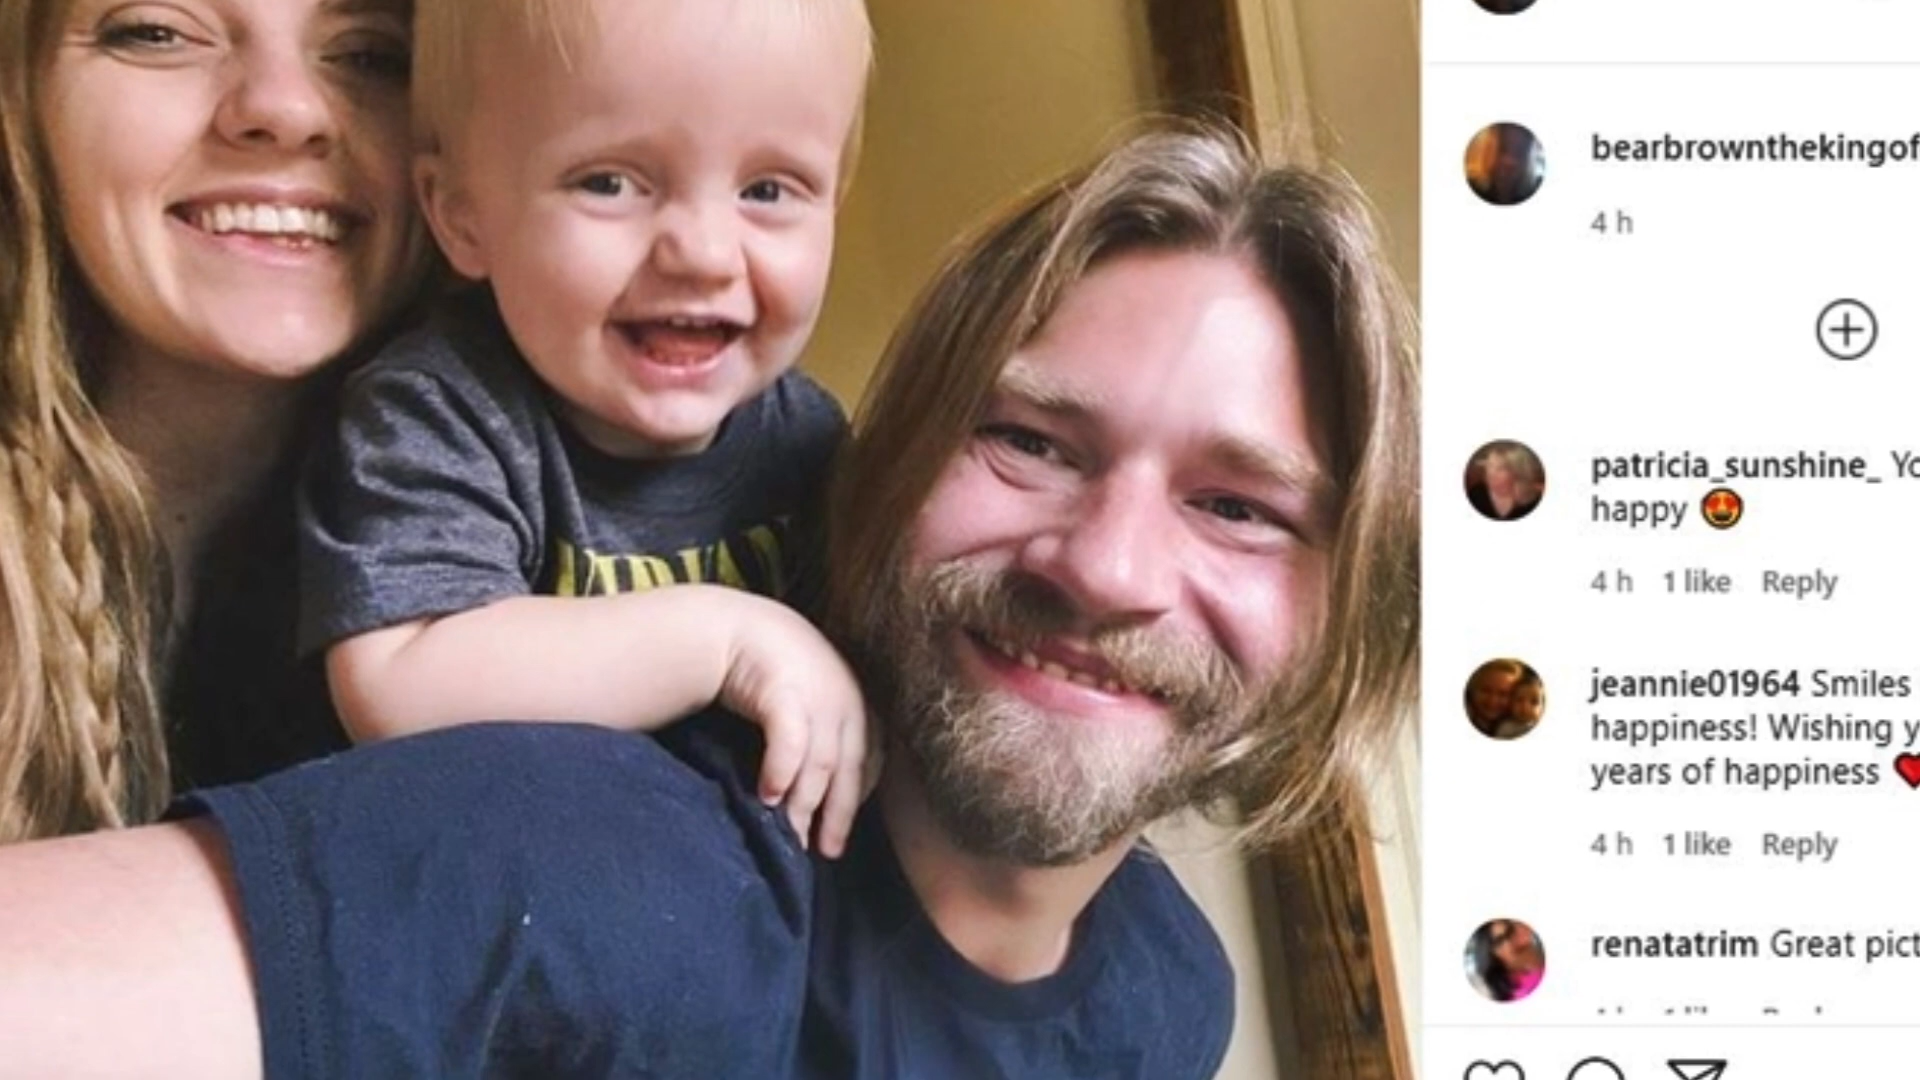 bearbrownthekingof
4 h
patricia_sunshine_ Yo
happy 😍
4 h 1 like Reply
jeannie01964 Smiles
happiness! Wishing y
years of happiness ❤
4 h 1 like Reply
renatatrim Great pict